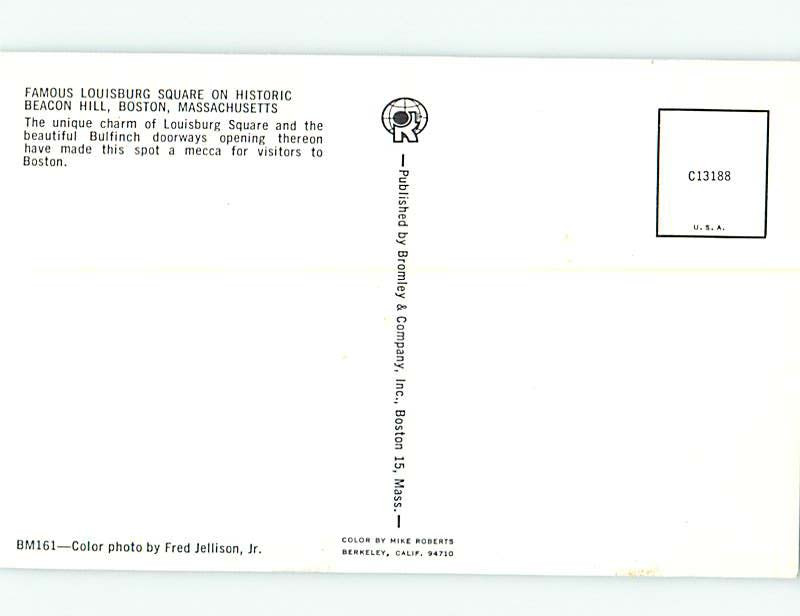 FAMOUS LOUISBURG SQUARE ON HISTORIC
BEACON HILL, BOSTON, MASSACHUSETTS
The unique charm of Louisburg Square and the
beautiful Bulfinch doorways opening thereon
have made this spot a mecca for visitors to
Boston.
R
—Published by Bromley & Company, Inc., Boston 15, Mass.—
C13188
U.S.A.
BM161—Color photo by Fred Jellison, Jr.
COLOR BY MIKE ROBERTS
BERKELEY, CALIF. 94710